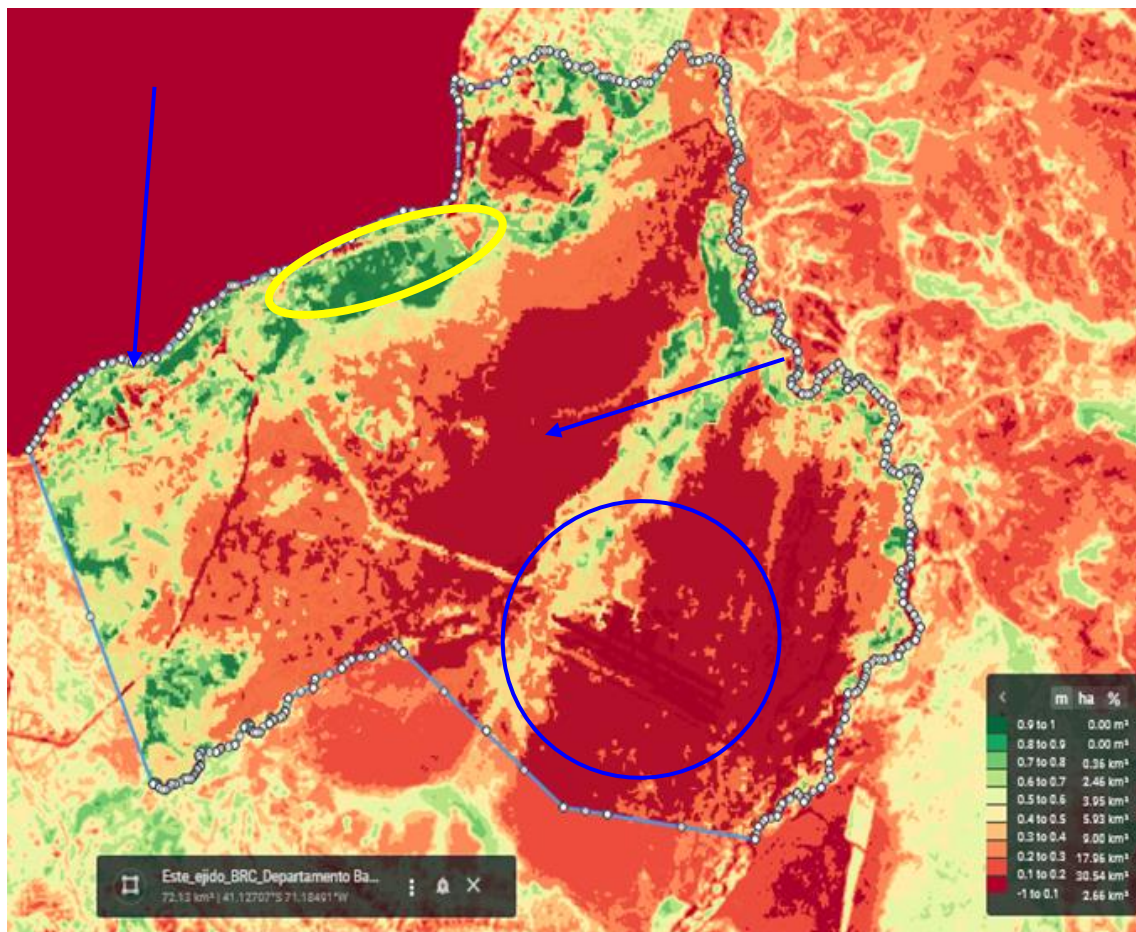 m ha %
0.9 to 1 0.00 m²
0.8 to 0.9 0.00 m²
0.7 to 0.8 0.36 km²
0.6 to 0.7 2.46 km²
0.5 to 0.6 3.95 km²
0.4 to 0.5 5.93 km²
0.3 to 0.4 9.00 km²
0.2 to 0.3 17.96 km²
0.1 to 0.2 30.54 km²
-1 to 0.1 2.66 km²
Este_ejido_BRC_Departamento Ba...
72.13 km² | 41.12707°S 71.18491°W